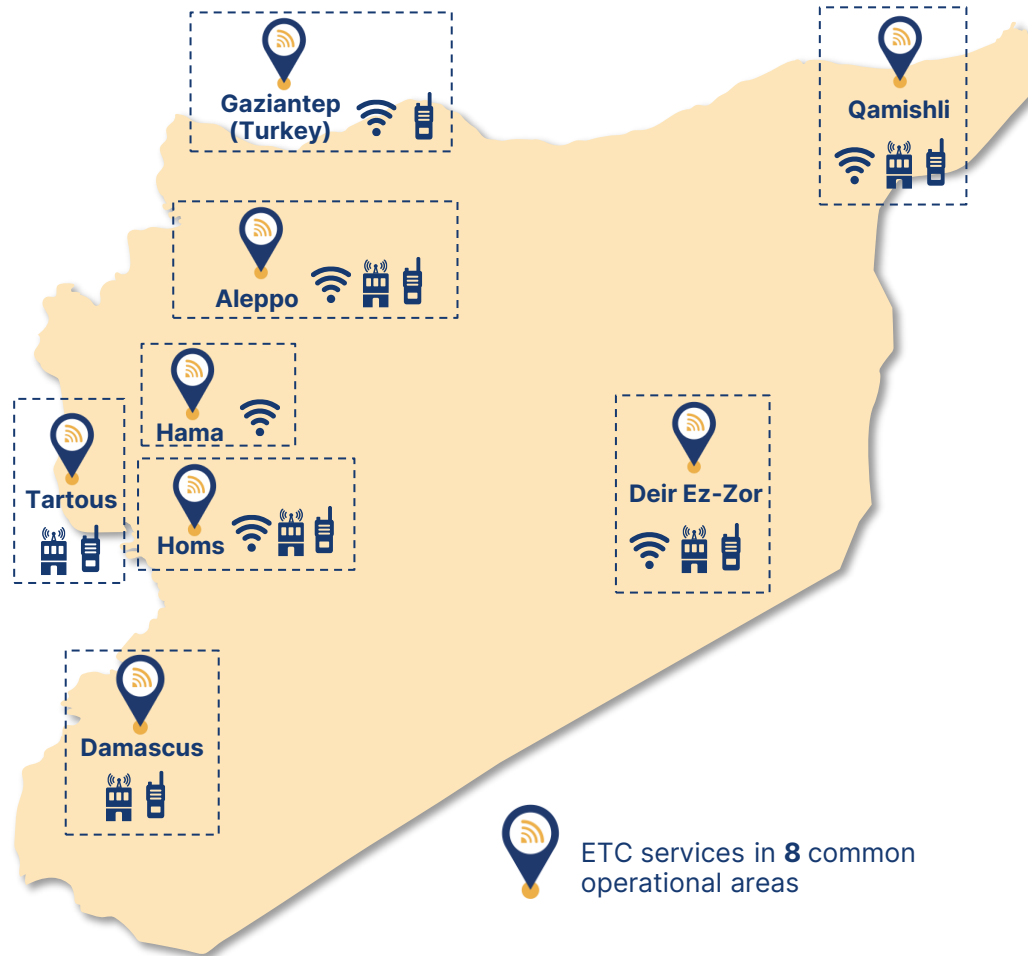 Gaziantep
(Turkey)
Qamishli
Aleppo
Hama
Tartous
Homs
Deir Ez-Zor
Damascus
ETC services in 8 common
operational areas